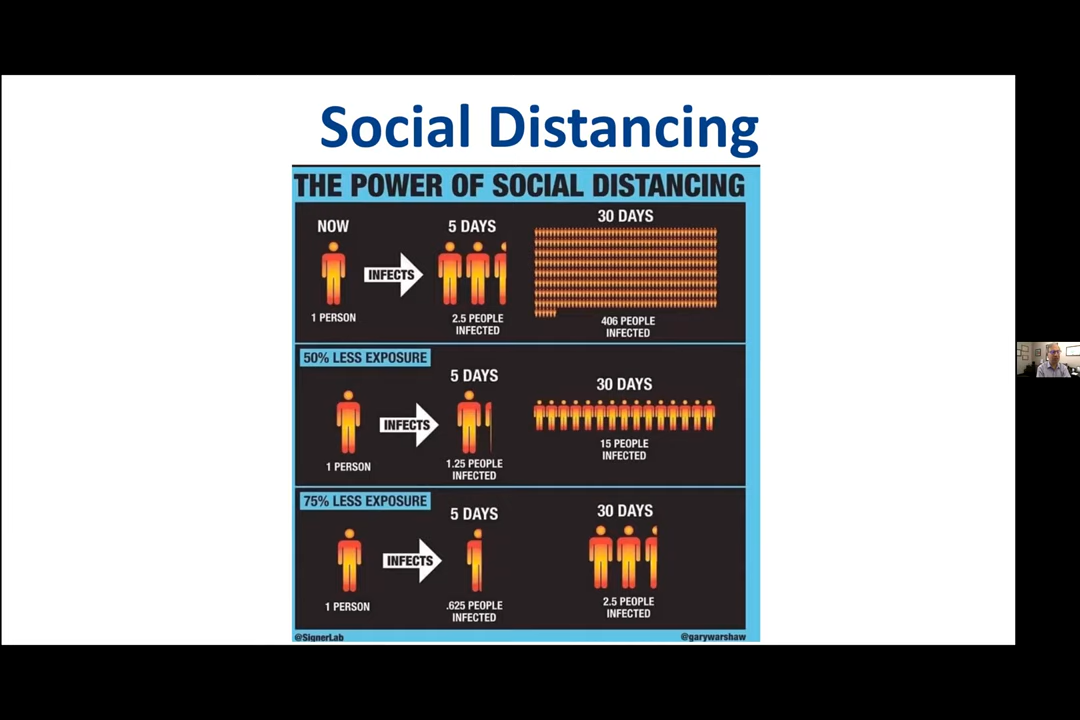 Social Distancing
THE POWER OF SOCIAL DISTANCING
NOW
INFECTS
1 PERSON
5 DAYS
2.5 PEOPLE
INFECTED
30 DAYS
406 PEOPLE
INFECTED
50% LESS EXPOSURE
INFECTS
1 PERSON
5 DAYS
1.25 PEOPLE
INFECTED
30 DAYS
15 PEOPLE
INFECTED
75% LESS EXPOSURE
INFECTS
1 PERSON
5 DAYS
.625 PEOPLE
INFECTED
30 DAYS
2.5 PEOPLE
INFECTED
@SignerLab
@garywarshaw